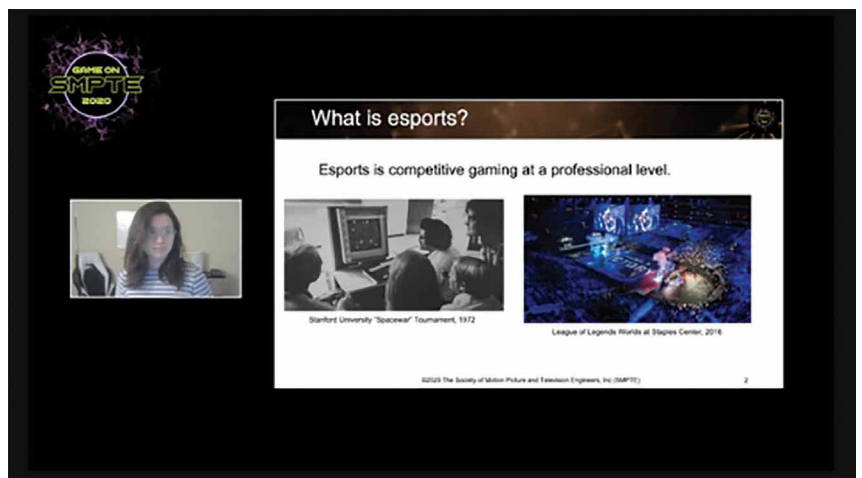 GAME ON
SMPTE
2020
What is esports?
Esports is competitive gaming at a professional level.
Stanford University "Spacewar" Tournament, 1972
League of Legends Worlds at Staples Center, 2016
©2020 The Society of Motion Picture and Television Engineers, Inc (SMPTE)
2